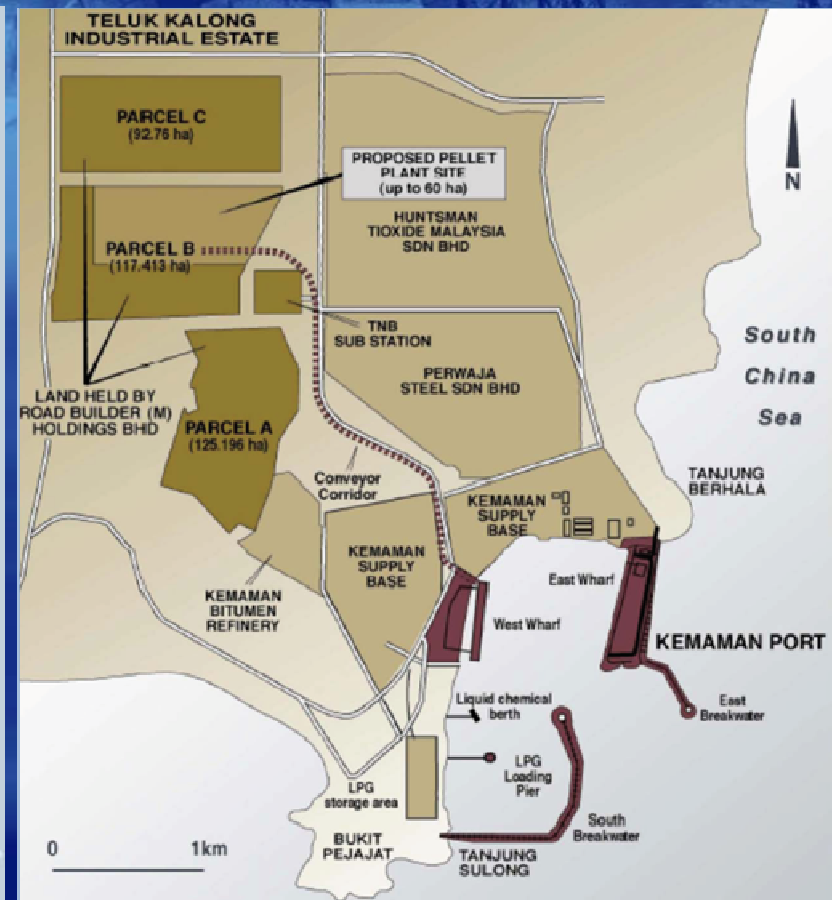 TELUK KALONG
INDUSTRIAL ESTATE
PARCEL C
(92.76 ha)
PROPOSED PELLET
PLANT SITE
(up to 60 ha)
N
HUNTSMAN
TIOXIDE MALAYSIA
SDN BHD
PARCEL B
(117.413 ha)
TNB
SUB STATION
South
China
Sea
PERWAJA
STEEL SDN BHD
LAND HELD BY
ROAD BUILDER (M)
HOLDINGS BHD
PARCEL A
(125.196 ha)
Conveyor
Corridor
TANJUNG
BERHALA
KEMAMAN
SUPPLY
BASE
KEMAMAN
SUPPLY
BASE
East Wharf
KEMAMAN
BITUMEN
REFINERY
West Wharf
KEMAMAN PORT
Liquid chemical
berth
East
Breakwater
LPG
Loading
Pier
LPG
storage area
South
Breakwater
BUKIT
PEJAJAT
TANJUNG
SULONG
0 1km